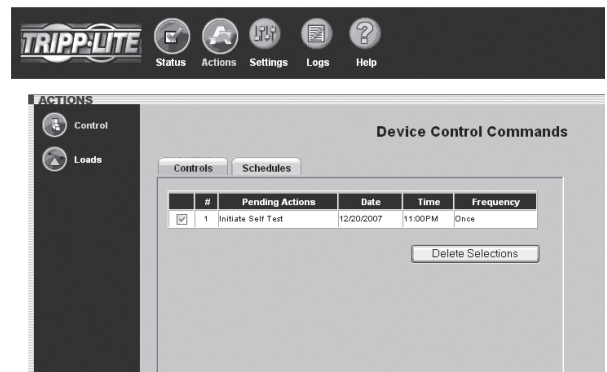 TRIPP·LITE
Status Actions Settings Logs Help
ACTIONS
Control
Loads
Device Control Commands
Controls Schedules
# Pending Actions Date Time Frequency
1 Initiate Self Test 12/20/2007 11:00PM Once
Delete Selections